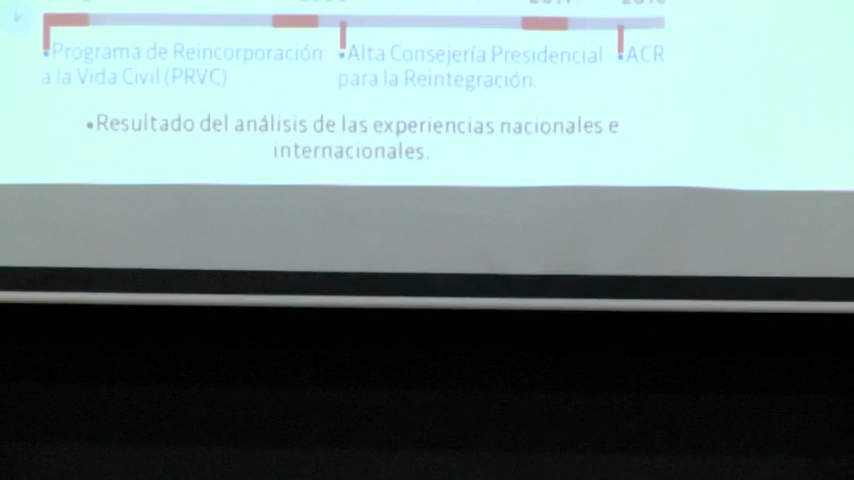 •Programa de Reincorporación
a la Vida Civil (PRVC)
•Alta Consejería Presidencial
para la Reintegración.
•ACR
•Resultado del análisis de las experiencias nacionales e
internacionales.